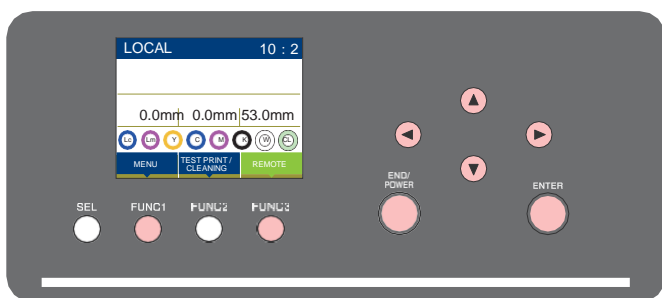 LOCAL 10 : 2
0.0mm 0.0mm 53.0mm
Lc Lm Y C M K W CL
MENU TEST PRINT / CLEANING REMOTE
END/
POWER
ENTER
SEL FUNC1 FUNC2 FUNC3